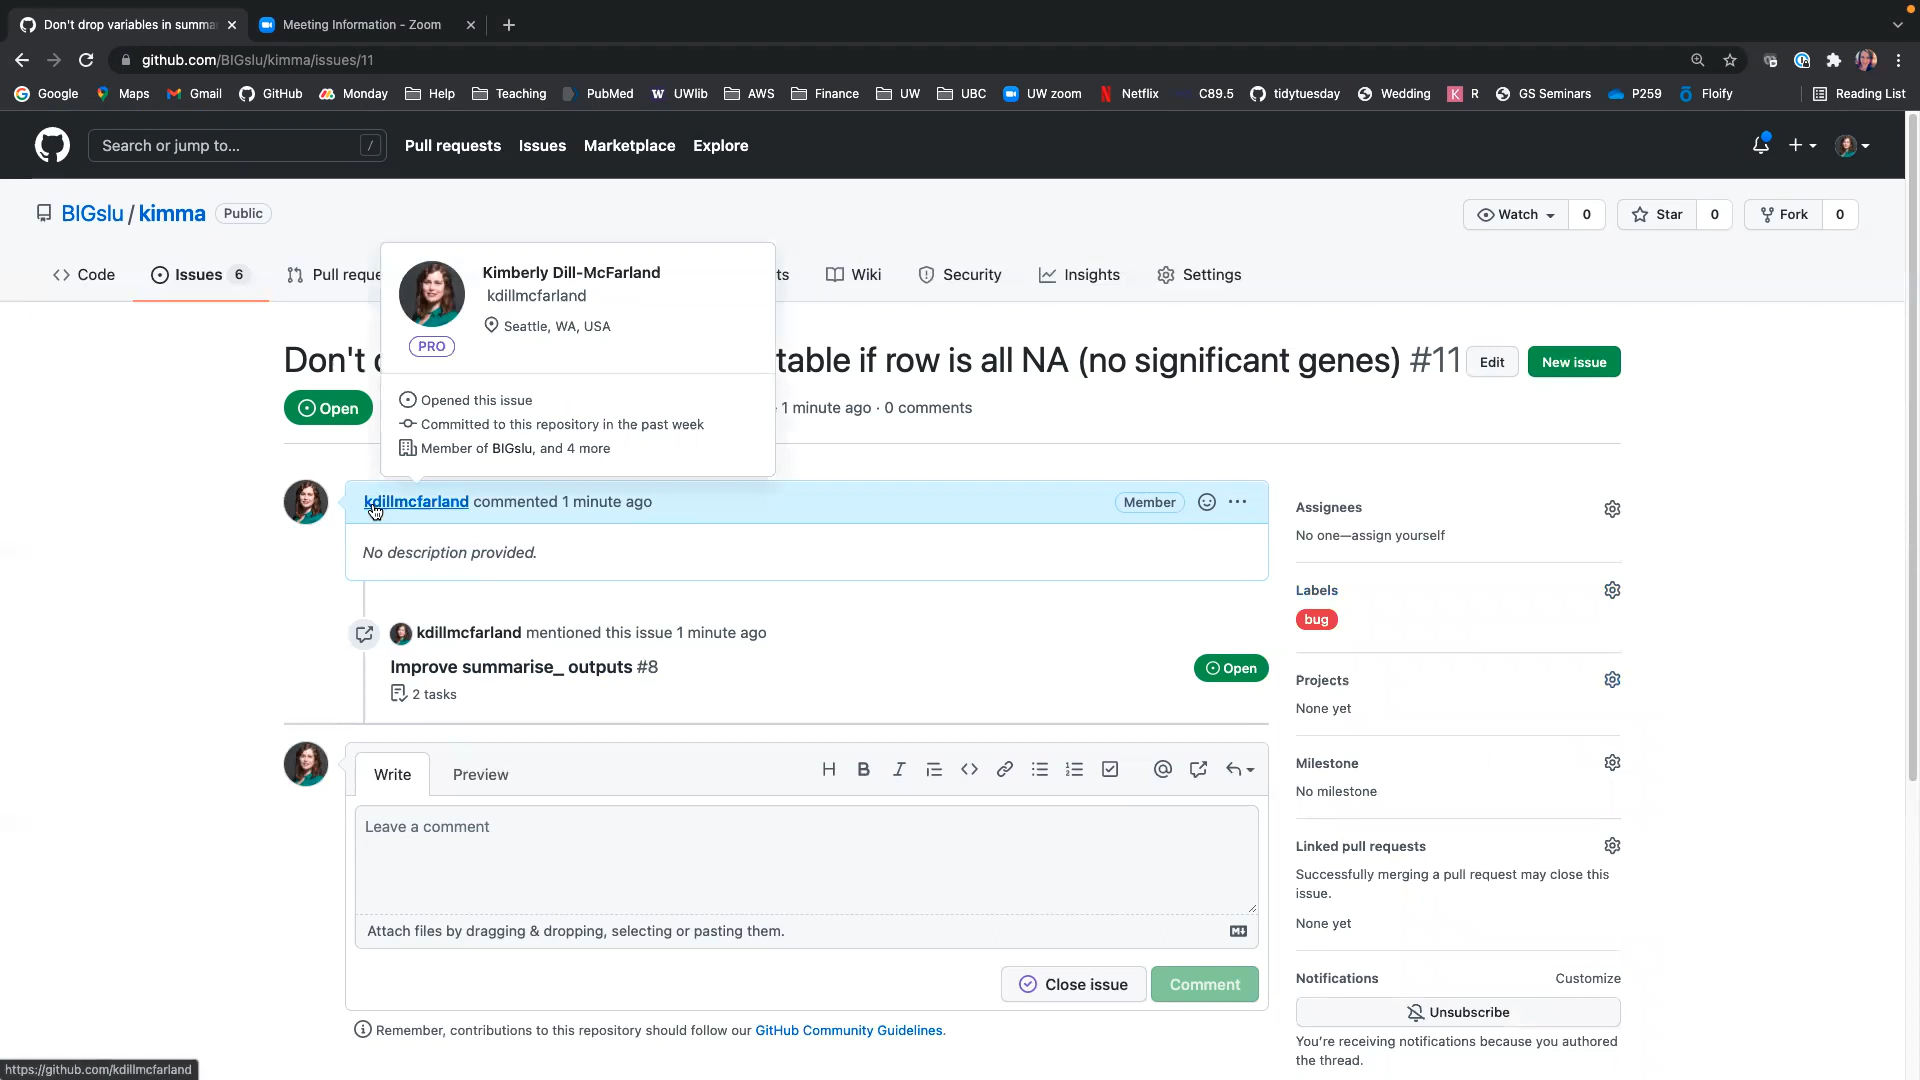 Don't drop variables in summa
Meeting Information - Zoom
github.com/BIGslu/kimma/issues/11
Google Maps Gmail GitHub Monday Help Teaching PubMed UWlib AWS Finance UW UBC UW zoom Netflix C89.5 tidytuesday Wedding R GS Seminars P259 Floify Reading List
Search or jump to... /
Pull requests Issues Marketplace Explore
BIGslu / kimma Public
Watch 0 Star 0 Fork 0
Code Issues 6 Pull reque ts Wiki Security Insights Settings
Kimberly Dill-McFarland
kdillmcfarland
Seattle, WA, USA
PRO
Don't table if row is all NA (no significant genes) #11 Edit New issue
Opened this issue
Open 1 minute ago · 0 comments
Committed to this repository in the past week
Member of BIGslu, and 4 more
kdillmcfarland commented 1 minute ago Member
No description provided.
Assignees
No one—assign yourself
Labels
bug
kdillmcfarland mentioned this issue 1 minute ago
Improve summarise_ outputs #8 Open
2 tasks
Projects
None yet
Milestone
No milestone
Write Preview H B I
Leave a comment
Attach files by dragging & dropping, selecting or pasting them.
Close issue Comment
Remember, contributions to this repository should follow our GitHub Community Guidelines.
Linked pull requests
Successfully merging a pull request may close this
issue.
None yet
Notifications Customize
Unsubscribe
You're receiving notifications because you authored
the thread.
https://github.com/kdillmcfarland